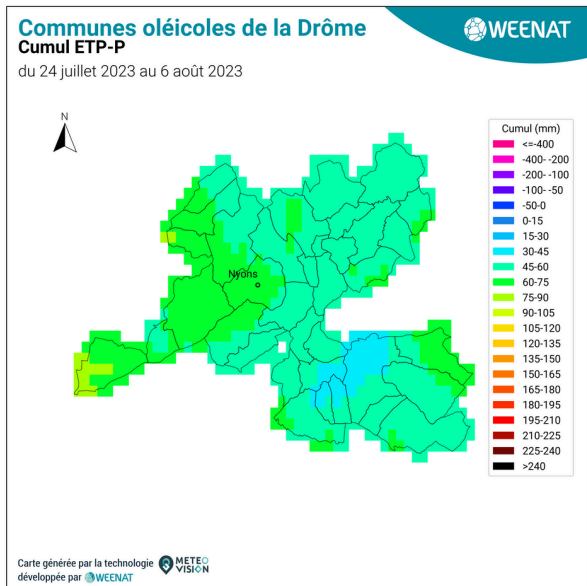 Communes oléicoles de la Drôme
Cumul ETP-P
du 24 juillet 2023 au 6 août 2023
WEENAT
N
Nyons
Cumul (mm)
<=-400
-400- -200
-200- -100
-100- -50
-50-0
0-15
15-30
30-45
45-60
60-75
75-90
90-105
105-120
120-135
135-150
150-165
165-180
180-195
195-210
210-225
225-240
>240
Carte générée par la technologie METEO VISION
développée par WEENAT